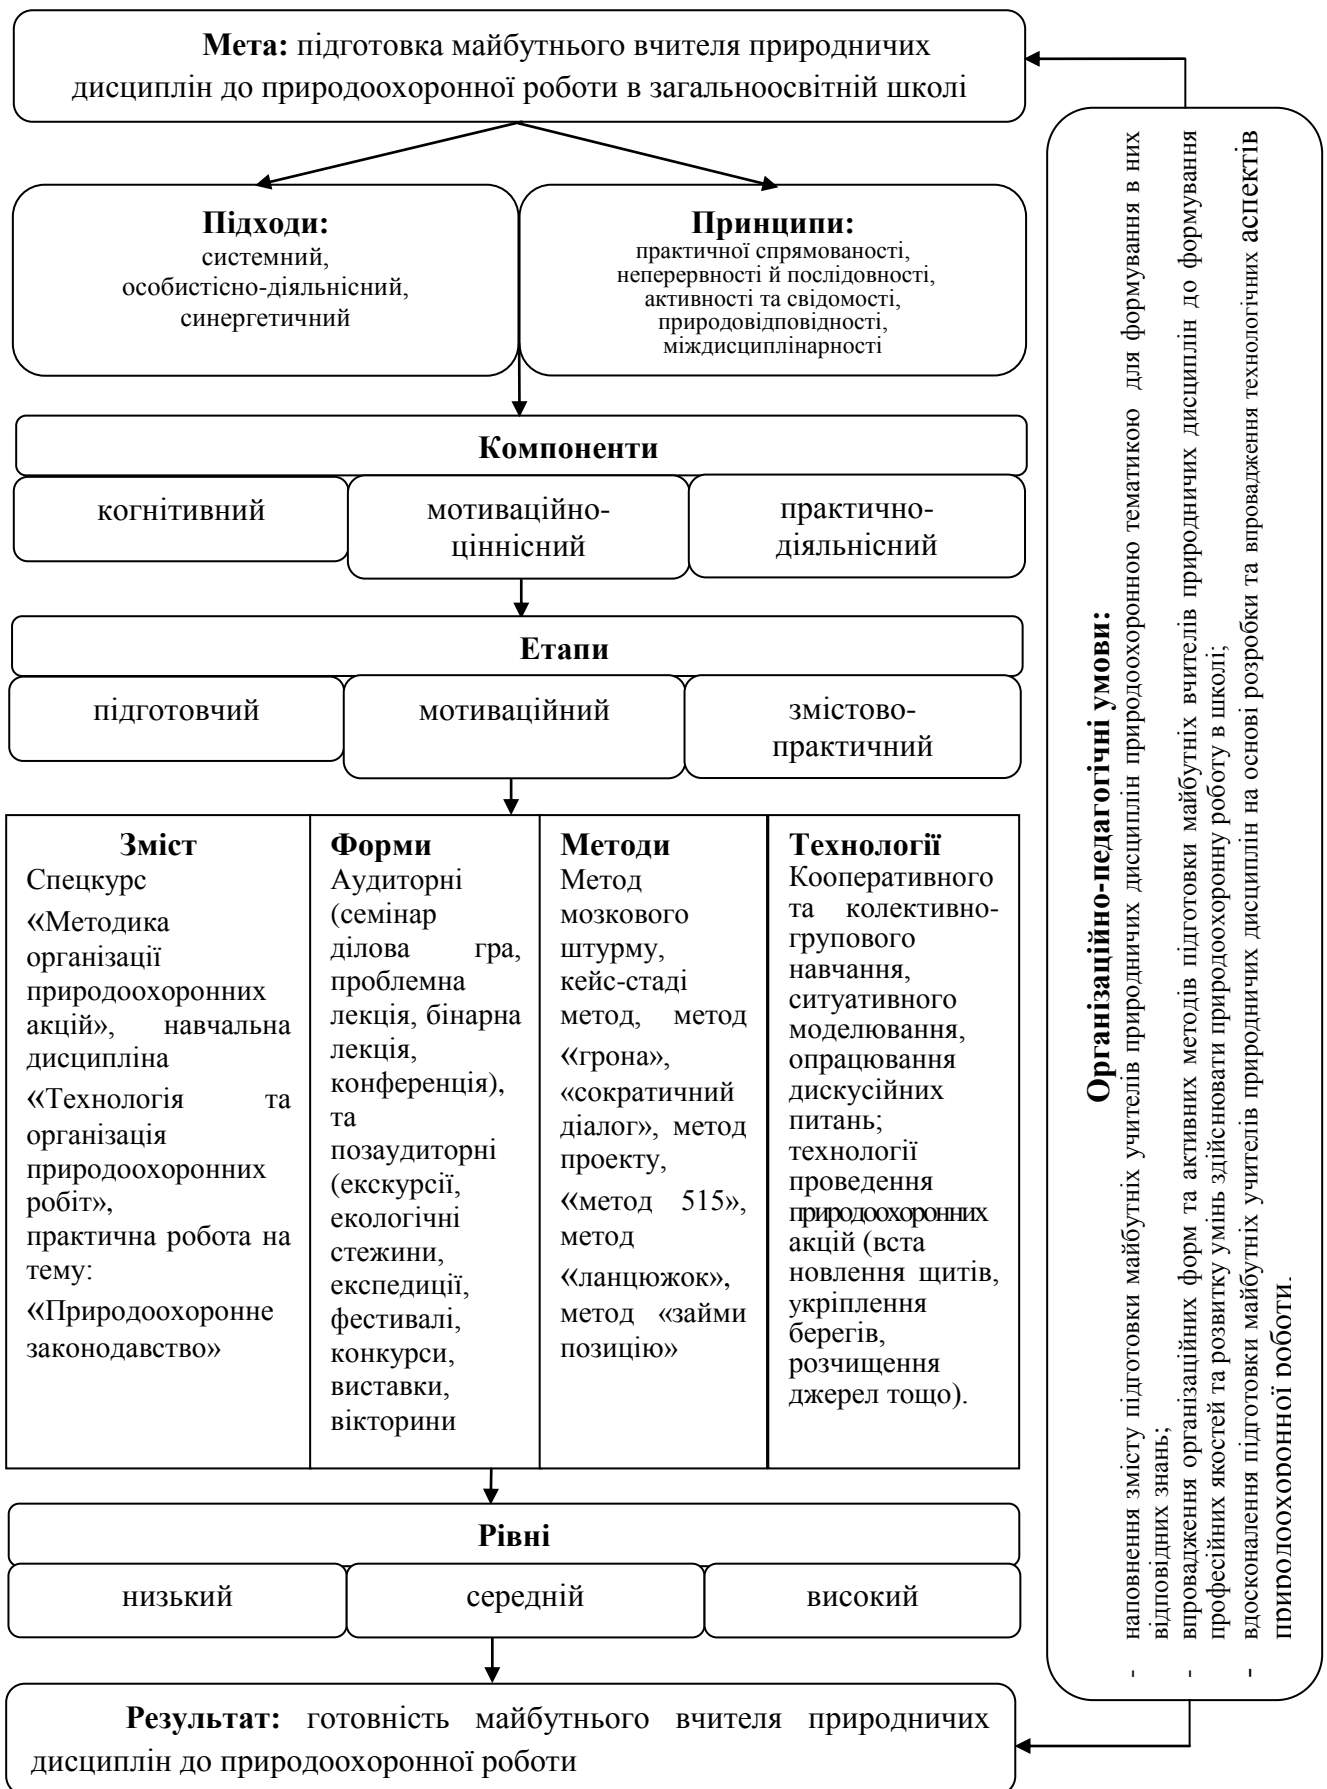 Мета: підготовка майбутнього вчителя природничих
дисциплін до природоохоронної роботи в загальноосвітній школі
Підходи:
системний,
особистісно-діяльнісний,
синергетичний
Принципи:
практичної спрямованості,
неперервності й послідовності,
активності та свідомості,
природовідповідності,
міждисциплінарності
Компоненти
когнітивний
мотиваційно-
ціннісний
практично-
діяльнісний
Етапи
підготовчий
мотиваційний
змістово-
практичний
Зміст
Спецкурс
«Методика
організації
природоохоронних
акцій», навчальна
дисципліна
«Технологія та
організація
природоохоронних
робіт»,
практична робота на
тему:
«Природоохоронне
законодавство»
Форми
Аудиторні
(семінар
ділова гра,
проблемна
лекція, бінарна
лекція,
конференція),
та
позаудиторні
(екскурсії,
екологічні
стежини,
експедиції,
фестивалі,
конкурси,
виставки,
вікторини
Методи
Метод
мозкового
штурму,
кейс-стаді
метод, метод
«грона»,
«сократичний
діалог», метод
проекту,
«метод 515»,
метод
«ланцюжок»,
метод «займи
позицію»
Технології
Кооперативного
та колективно-
групового
навчання,
ситуативного
моделювання,
опрацювання
дискусійних
питань;
технології
проведення
природоохоронних
акцій (вста
новлення щитів,
укріплення
берегів,
розчищення
джерел тощо).
Рівні
низький
середній
високий
Результат: готовність майбутнього вчителя природничих
дисциплін до природоохоронної роботи
Організаційно-педагогічні умови:
- наповнення змісту підготовки майбутніх учителів природничих дисциплін природоохоронною тематикою для формування в них
відповідних знань;
- впровадження організаційних форм та активних методів підготовки майбутніх вчителів природничих дисциплін до формування
професійних якостей та розвитку умінь здійснювати природоохоронну роботу в школі;
- вдосконалення підготовки майбутніх учителів природничих дисциплін на основі розробки та впровадження технологічних аспектів
природоохоронної роботи.